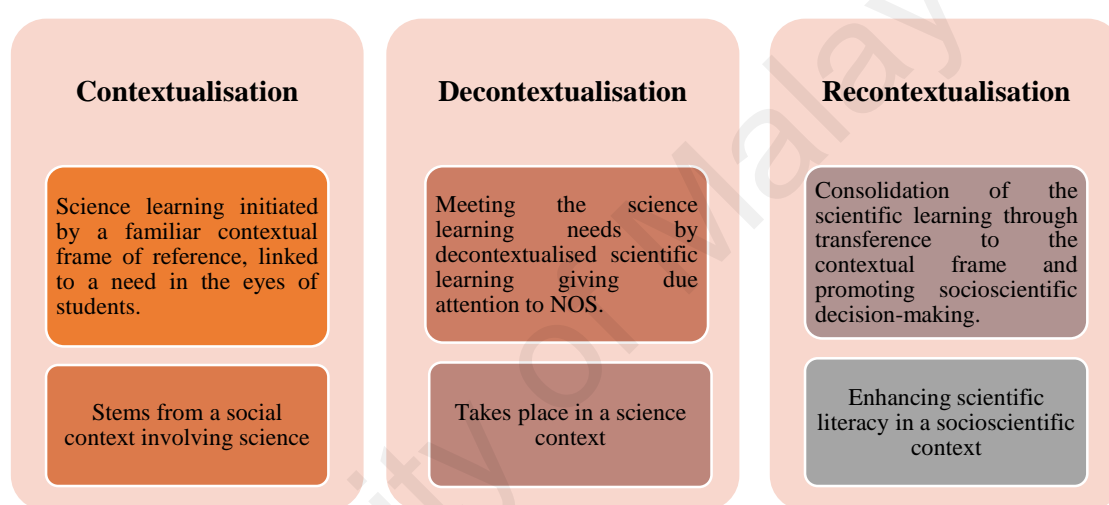 Contextualisation
Science learning initiated
by a familiar contextual
frame of reference, linked
to a need in the eyes of
students.
Stems from a social
context involving science
Decontextualisation
Meeting the science
learning needs by
decontextualised scientific
learning giving due
attention to NOS.
Takes place in a science
context
Recontextualisation
Consolidation of the
scientific learning through
transference to the
contextual frame and
promoting socioscientific
decision-making.
Enhancing scientific
literacy in a socioscientific
context
ity of Malay